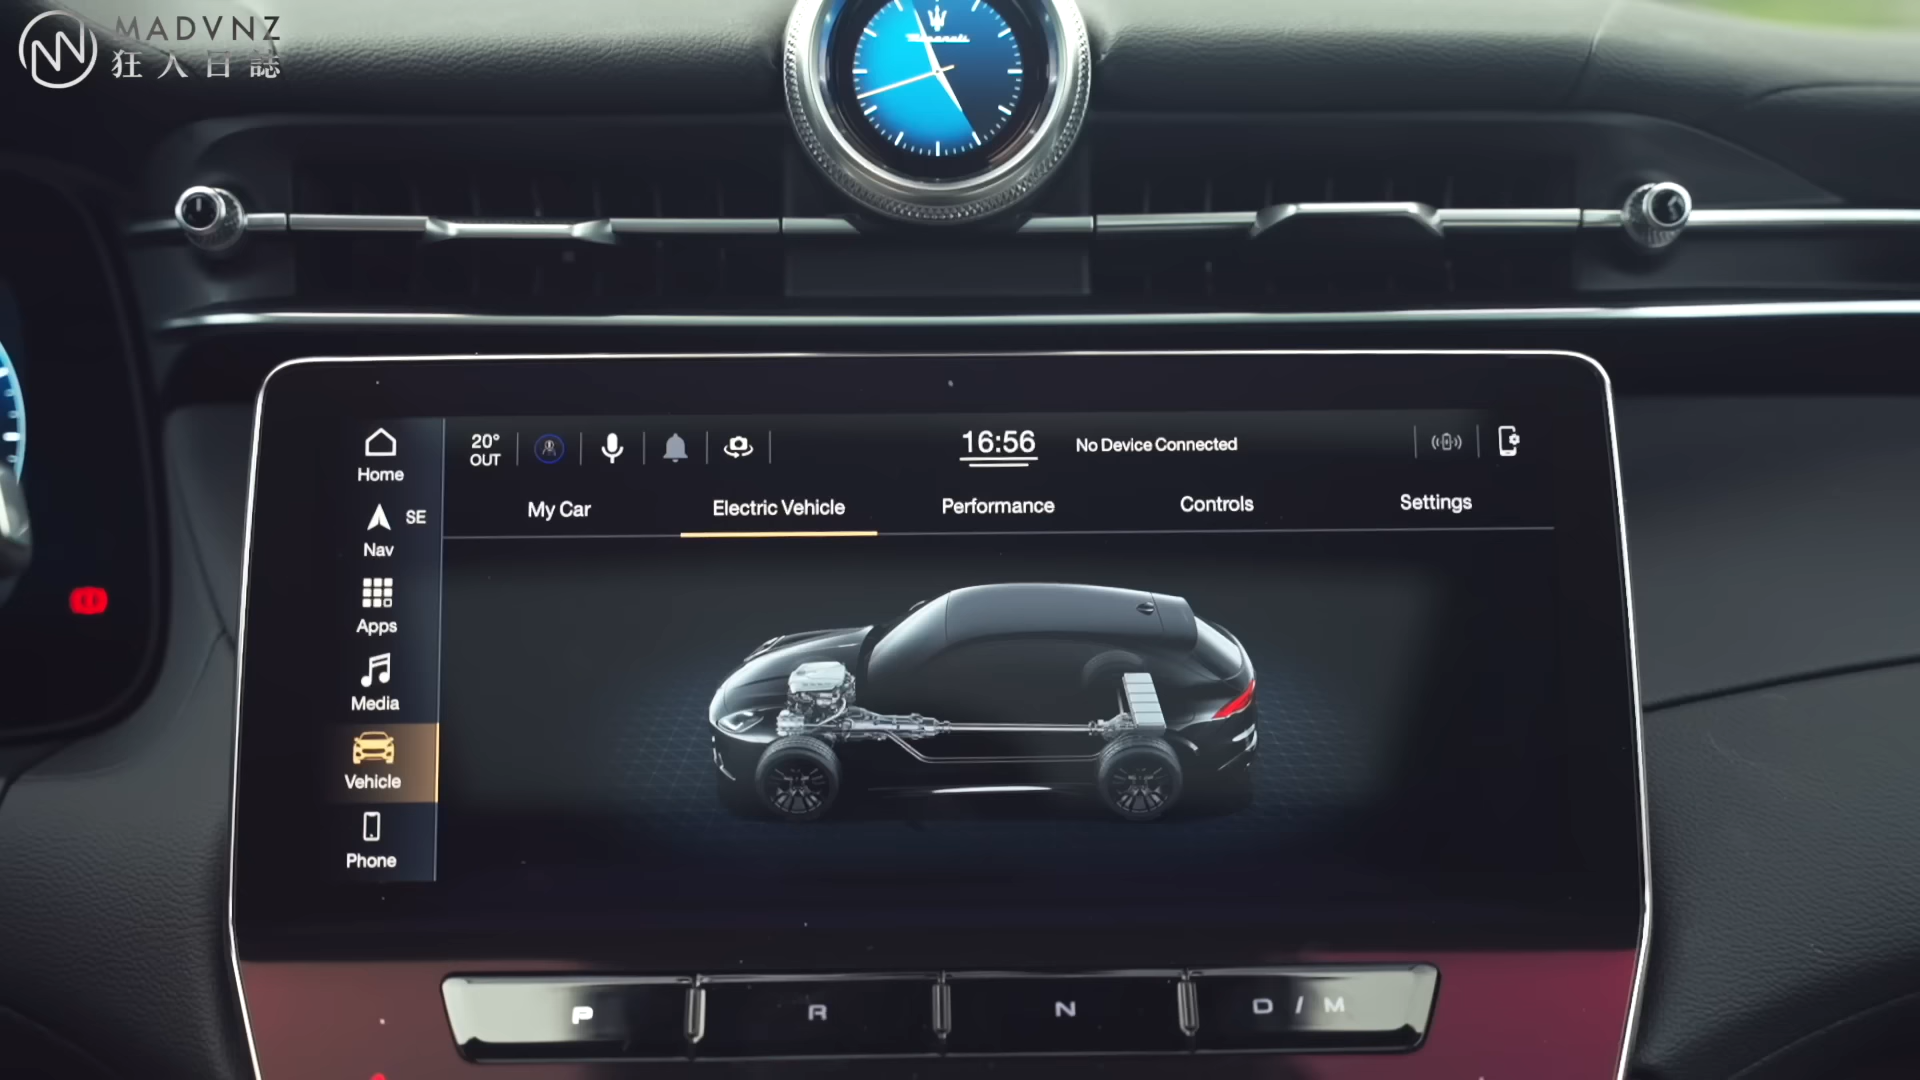 MADVNZ
狂人日誌
Maserati
20°
OUT
16:56
No Device Connected
Home
My Car
Electric Vehicle
Performance
Controls
Settings
SE
Nav
Apps
Media
Vehicle
Phone
P
R
N
D / M